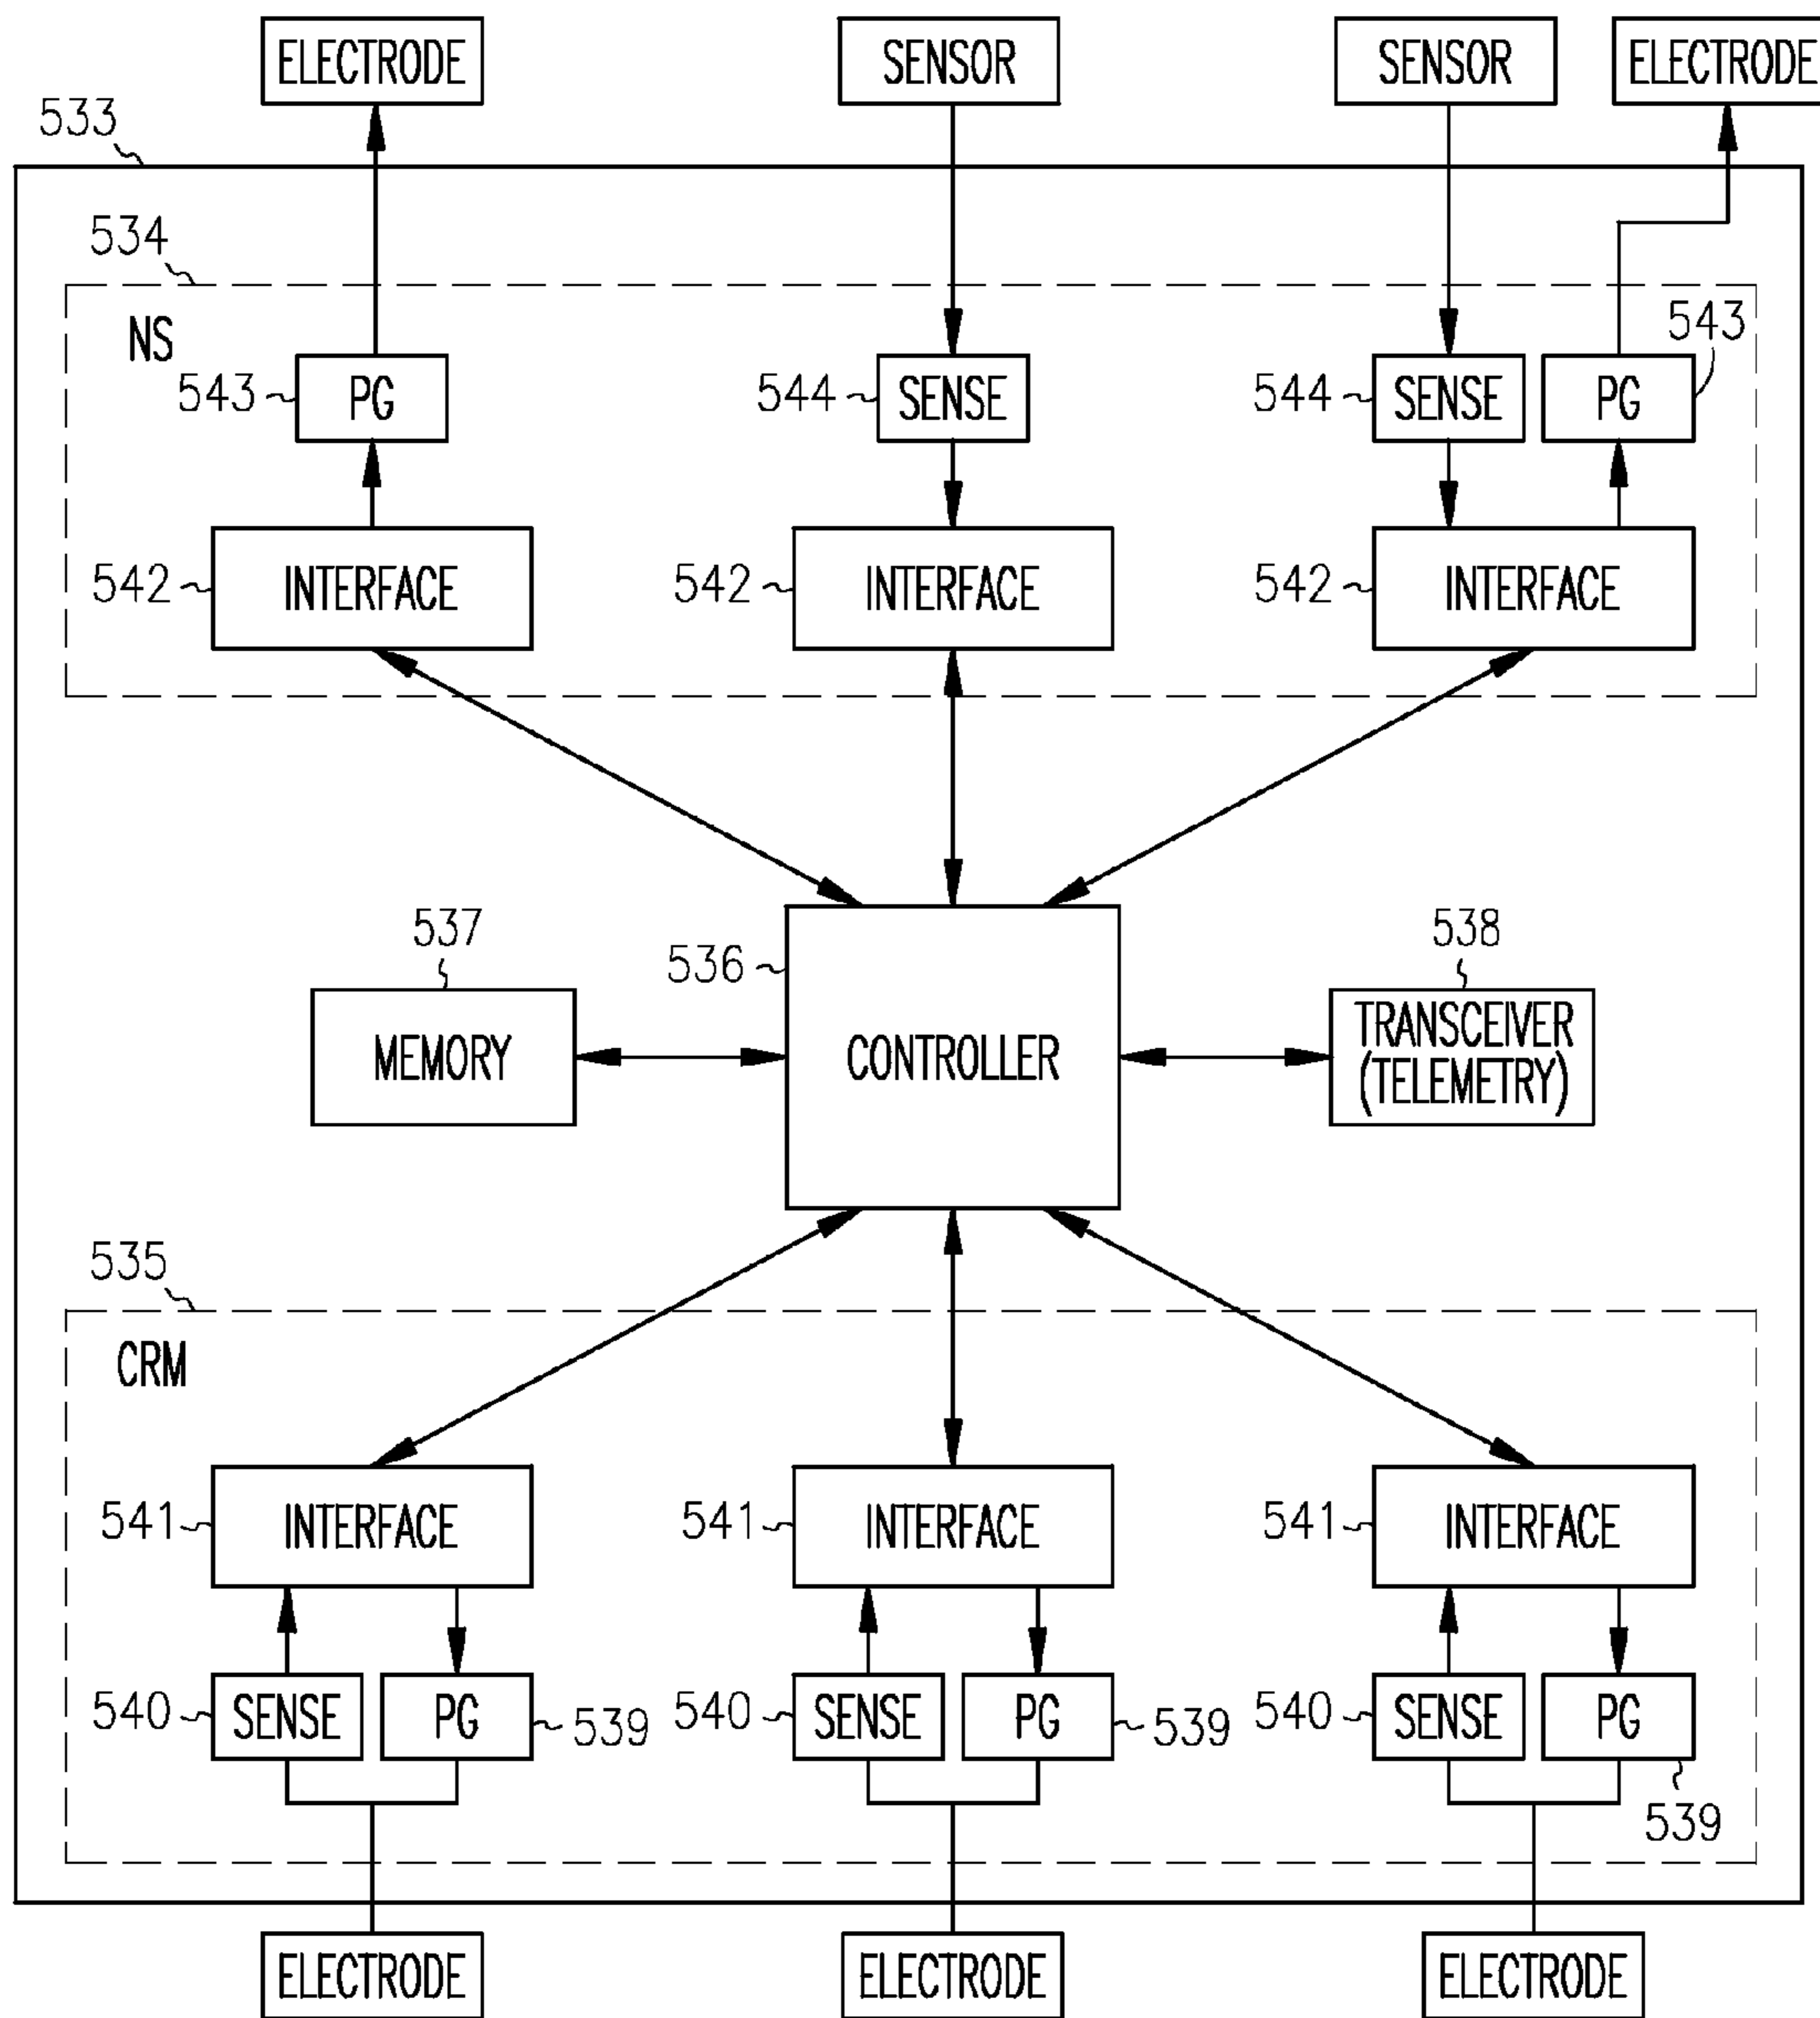 ELECTRODE
SENSOR
SENSOR
ELECTRODE
533
534
NS
543
PG
544
SENSE
544
SENSE
PG
543
542
INTERFACE
542
INTERFACE
542
INTERFACE
537
MEMORY
536
CONTROLLER
538
TRANSCEIVER
(TELEMETRY)
535
CRM
541
INTERFACE
541
INTERFACE
541
INTERFACE
540
SENSE
PG
539
540
SENSE
PG
539
540
SENSE
PG
539
ELECTRODE
ELECTRODE
ELECTRODE